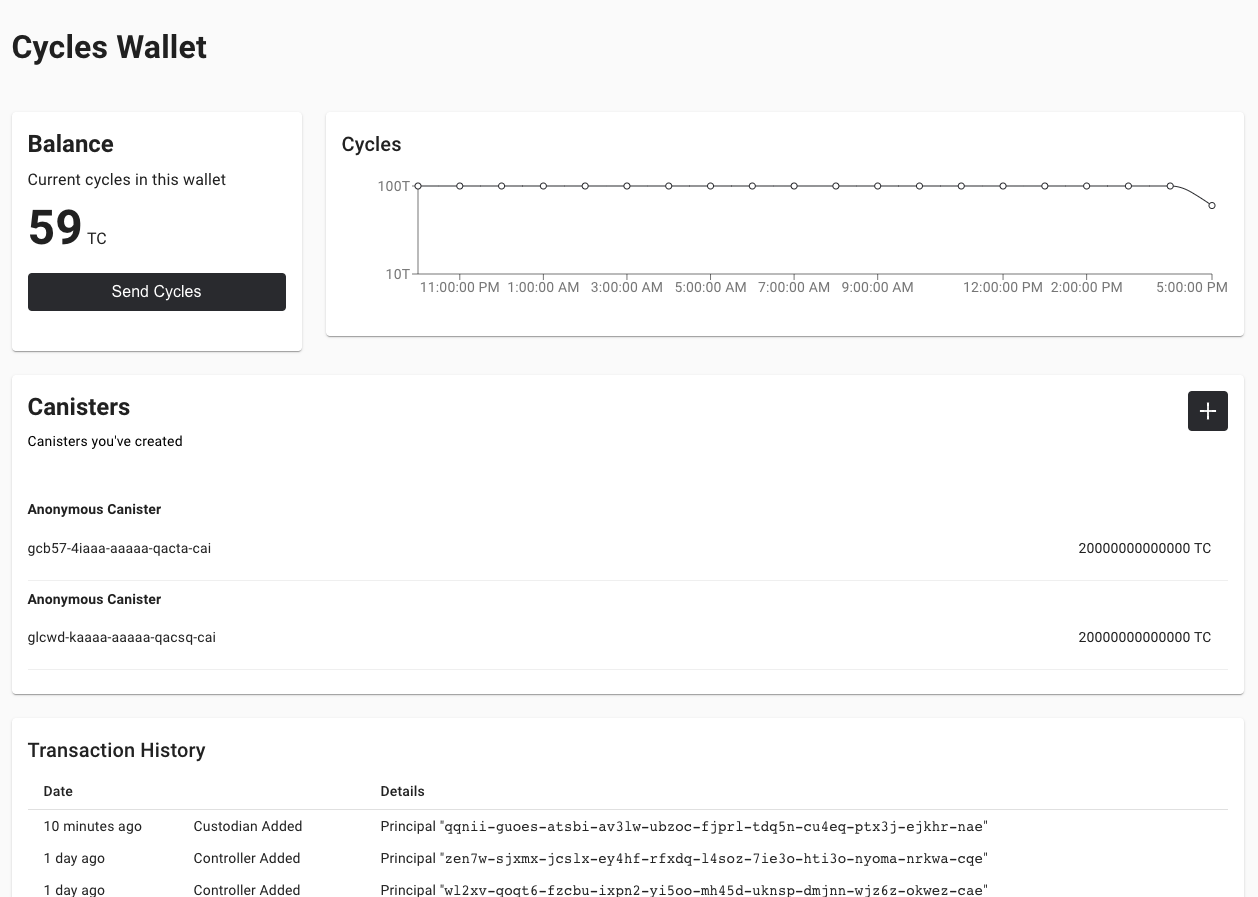 Cycles Wallet
Balance
Current cycles in this wallet
59 TC
Send Cycles
Cycles
100T
10T
11:00:00 PM 1:00:00 AM 3:00:00 AM 5:00:00 AM 7:00:00 AM 9:00:00 AM 12:00:00 PM 2:00:00 PM 5:00:00 PM
Canisters
Canisters you've created
Anonymous Canister
gcb57-4iaaa-aaaaa-qacta-cai 20000000000000 TC
Anonymous Canister
glcwd-kaaaa-aaaaa-qacsq-cai 20000000000000 TC
Transaction History
Date Details
10 minutes ago Custodian Added Principal "qqnii-guoes-atsbi-av3lw-ubzoc-fjprl-tdq5n-cu4eq-ptx3j-ejkhr-nae"
1 day ago Controller Added Principal "zen7w-sjxmx-jcslx-ey4hf-rfxdq-l4soz-7ie3o-hti3o-nyoma-nrkwa-cqe"
1 day ago Controller Added Principal "wl2xv-qoqt6-fzcbu-ixpn2-yi5oo-mh45d-uknsp-dmjnn-wjz6z-okwez-cae"